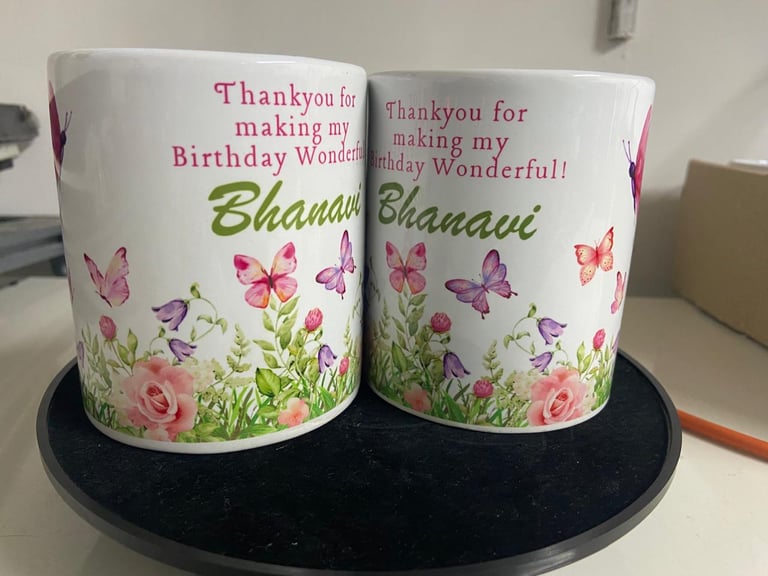 Thankyou for
making my
Birthday Wonderfu
Bhanavi
Thankyou for
making my
Birthday Wonderful!
Bhanavi